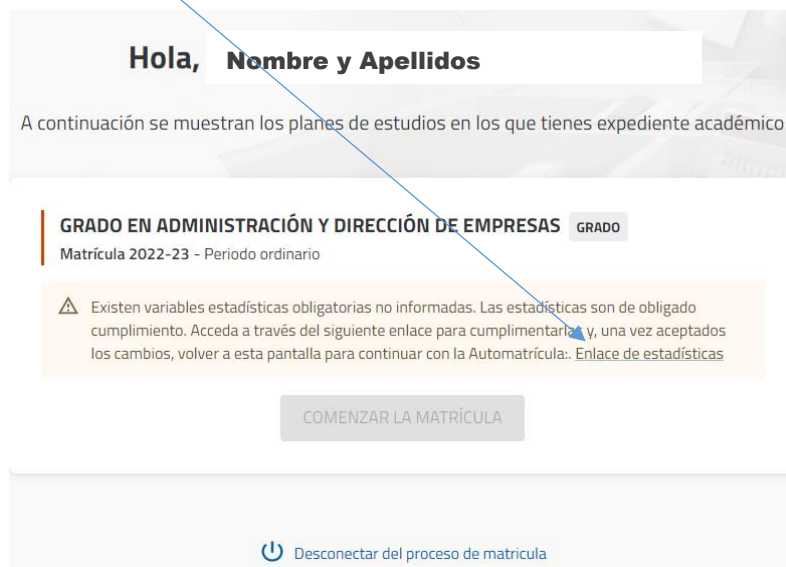 Hola, Nombre y Apellidos
A continuación se muestran los planes de estudios en los que tienes expediente académico
GRADO EN ADMINISTRACIÓN Y DIRECCIÓN DE EMPRESAS GRADO
Matrícula 2022-23 - Periodo ordinario
Existen variables estadísticas obligatorias no informadas. Las estadísticas son de obligado
cumplimiento. Acceda a través del siguiente enlace para cumplimentarlas y, una vez aceptados
los cambios, volver a esta pantalla para continuar con la Automatrícula:. Enlace de estadísticas
COMENZAR LA MATRÍCULA
Desconectar del proceso de matricula